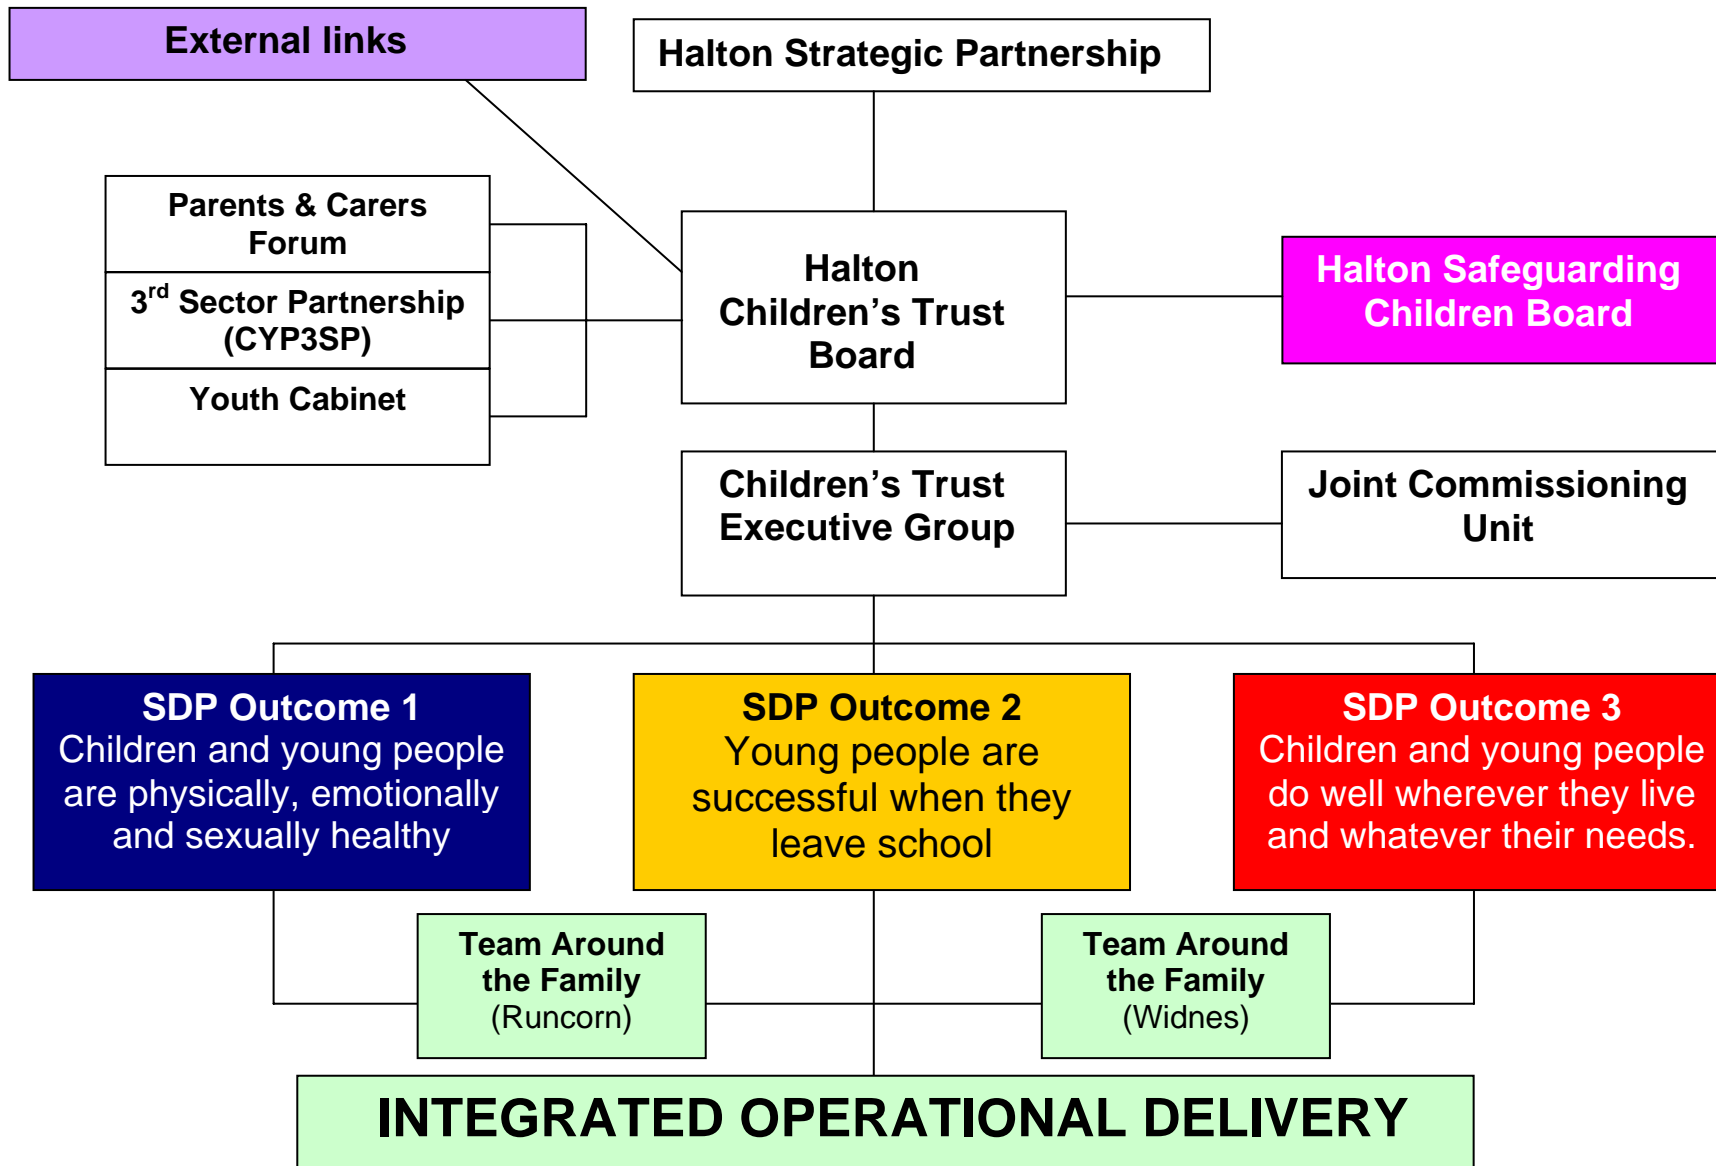 External links
Halton Strategic Partnership
Parents & Carers
Forum
3rd Sector Partnership
(CYP3SP)
Youth Cabinet
Halton
Children’s Trust
Board
Halton Safeguarding
Children Board
Children’s Trust
Executive Group
Joint Commissioning
Unit
SDP Outcome 1
Children and young people
are physically, emotionally
and sexually healthy
SDP Outcome 2
Young people are
successful when they
leave school
SDP Outcome 3
Children and young people
do well wherever they live
and whatever their needs.
Team Around
the Family
(Runcorn)
Team Around
the Family
(Widnes)
INTEGRATED OPERATIONAL DELIVERY